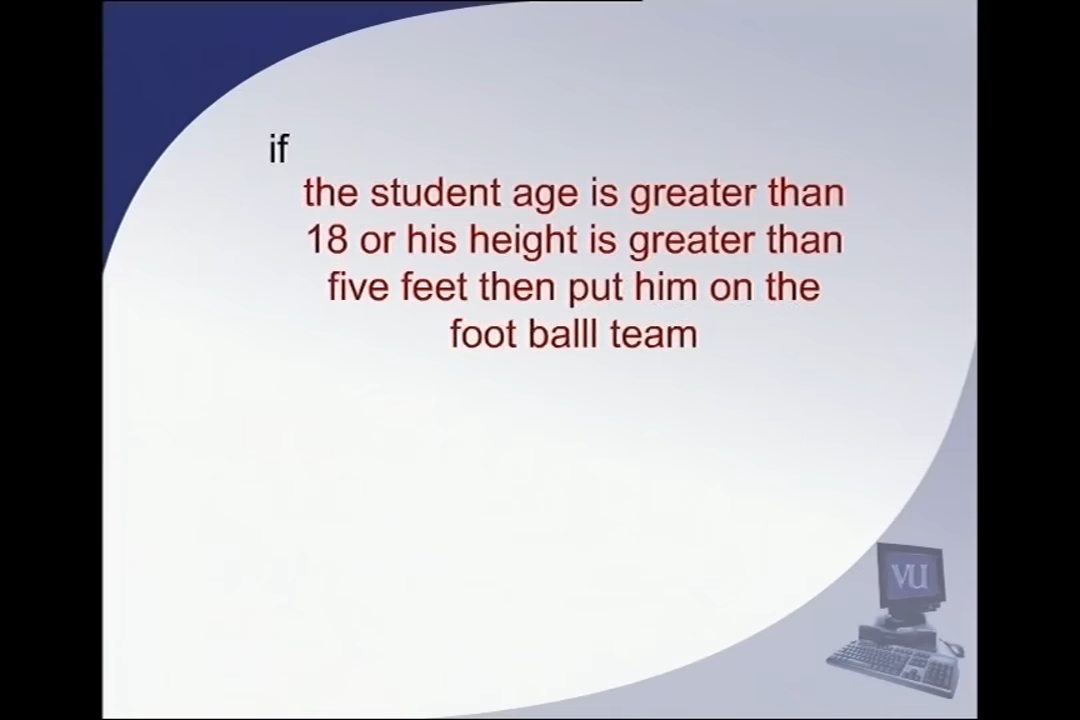 if
the student age is greater than
18 or his height is greater than
five feet then put him on the
foot balll team
VU